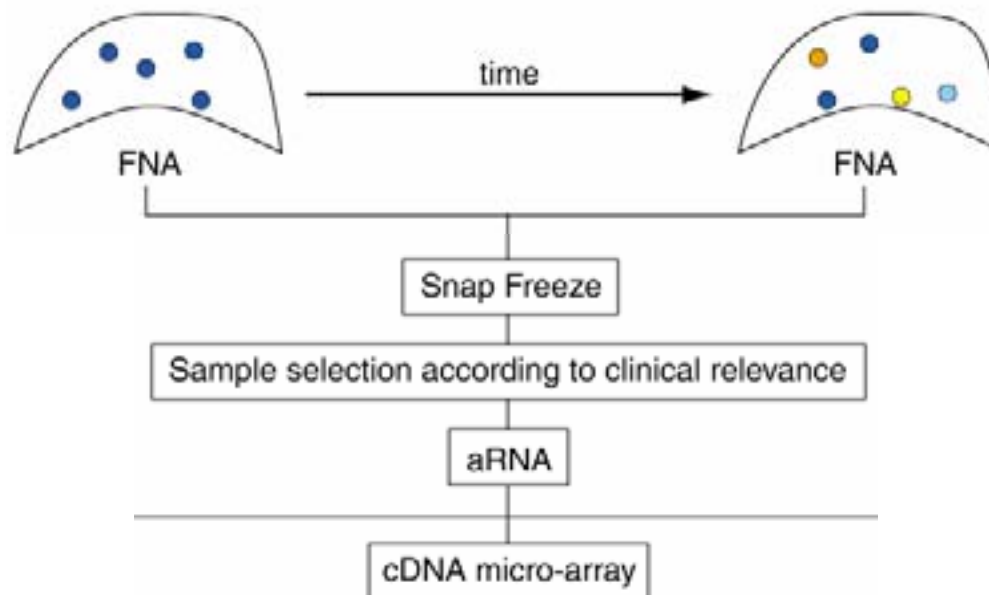 time
FNA FNA
Snap Freeze
Sample selection according to clinical relevance
aRNA
cDNA micro-array